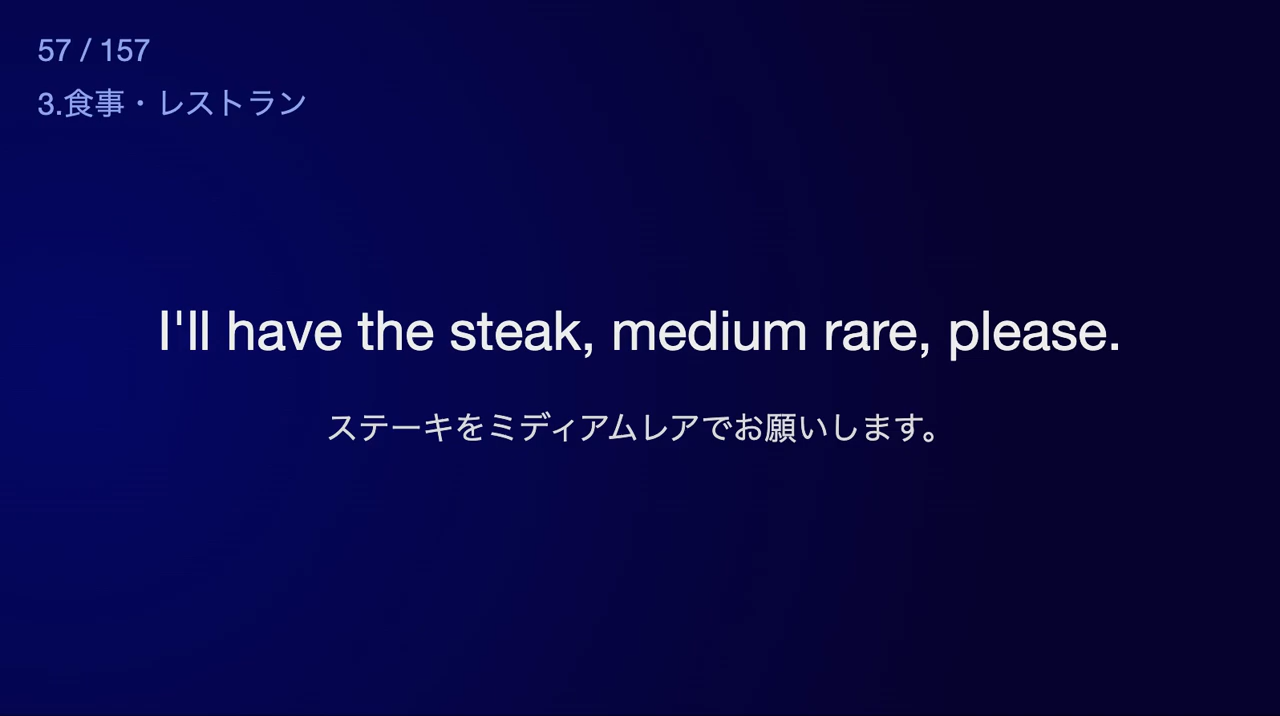 57 / 157
3.食事・レストラン
I'll have the steak, medium rare, please.
ステーキをミディアムレアでお願いします。